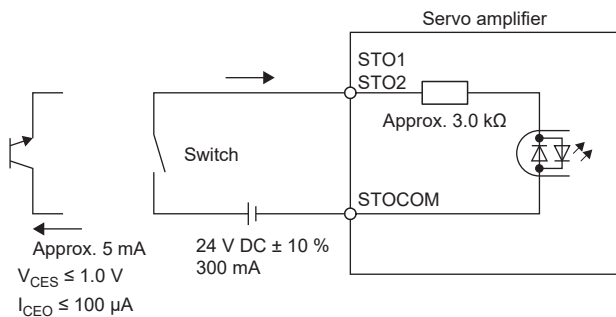 Servo amplifier
STO1
STO2
Approx. 3.0 kΩ
Switch
STOCOM
Approx. 5 mA
V_CES ≤ 1.0 V
I_CEO ≤ 100 μA
24 V DC ± 10 %
300 mA